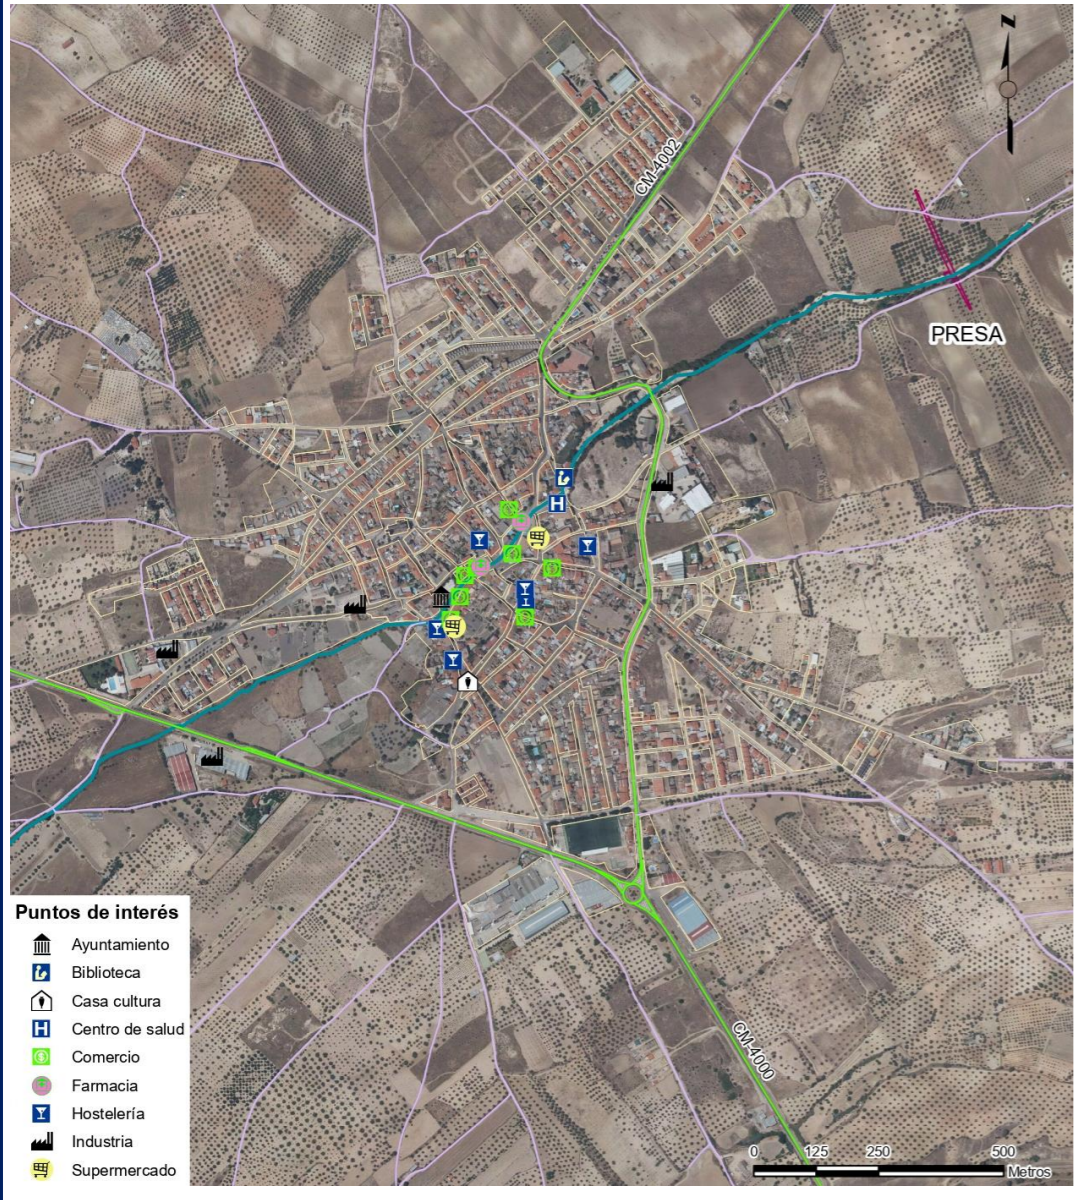 N
CM-4002
PRESA
Puntos de interés
Ayuntamiento
Biblioteca
Casa cultura
Centro de salud
Comercio
Farmacia
Hostelería
Industria
Supermercado
CM-4000
0 125 250 500
Metros